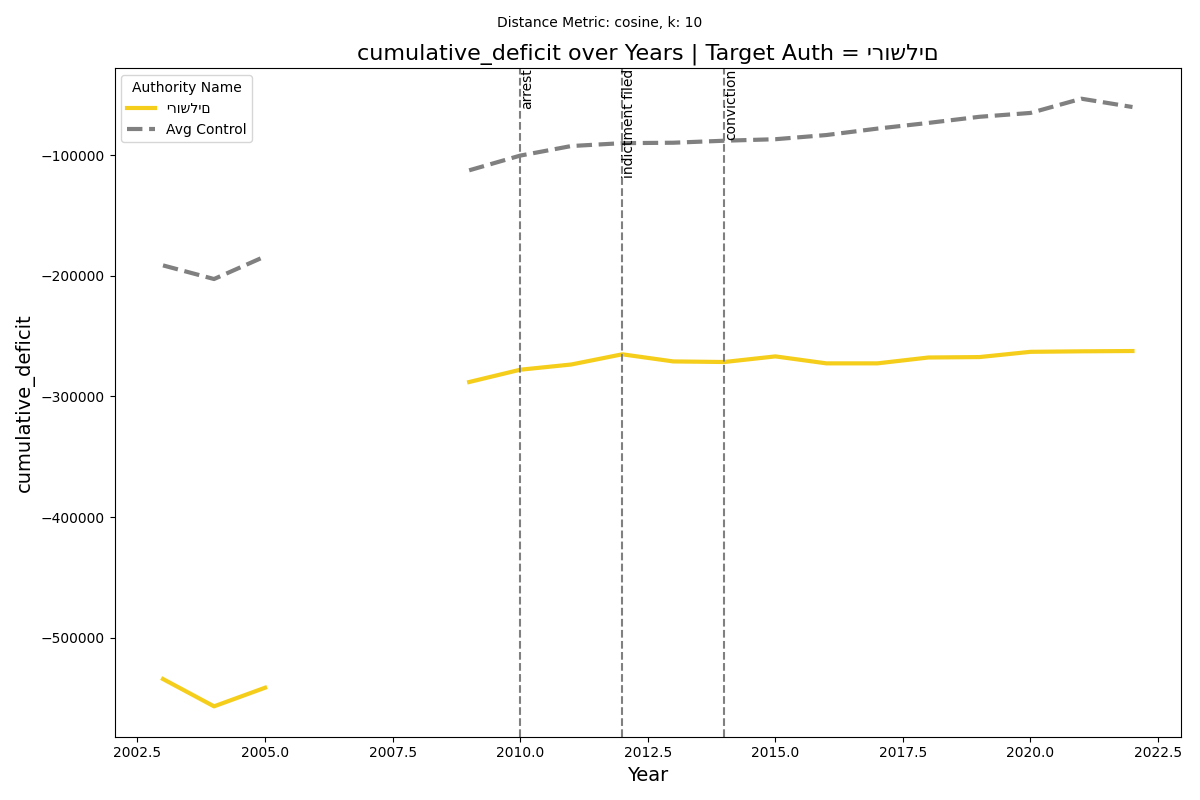 Distance Metric: cosine, k: 10
cumulative_deficit over Years | Target Auth = םילשורי
Authority Name
םילשורי
Avg Control
arrest
indictment filed
conviction
cumulative_deficit
−100000
−200000
−300000
−400000
−500000
2002.5 2005.0 2007.5 2010.0 2012.5 2015.0 2017.5 2020.0 2022.5
Year